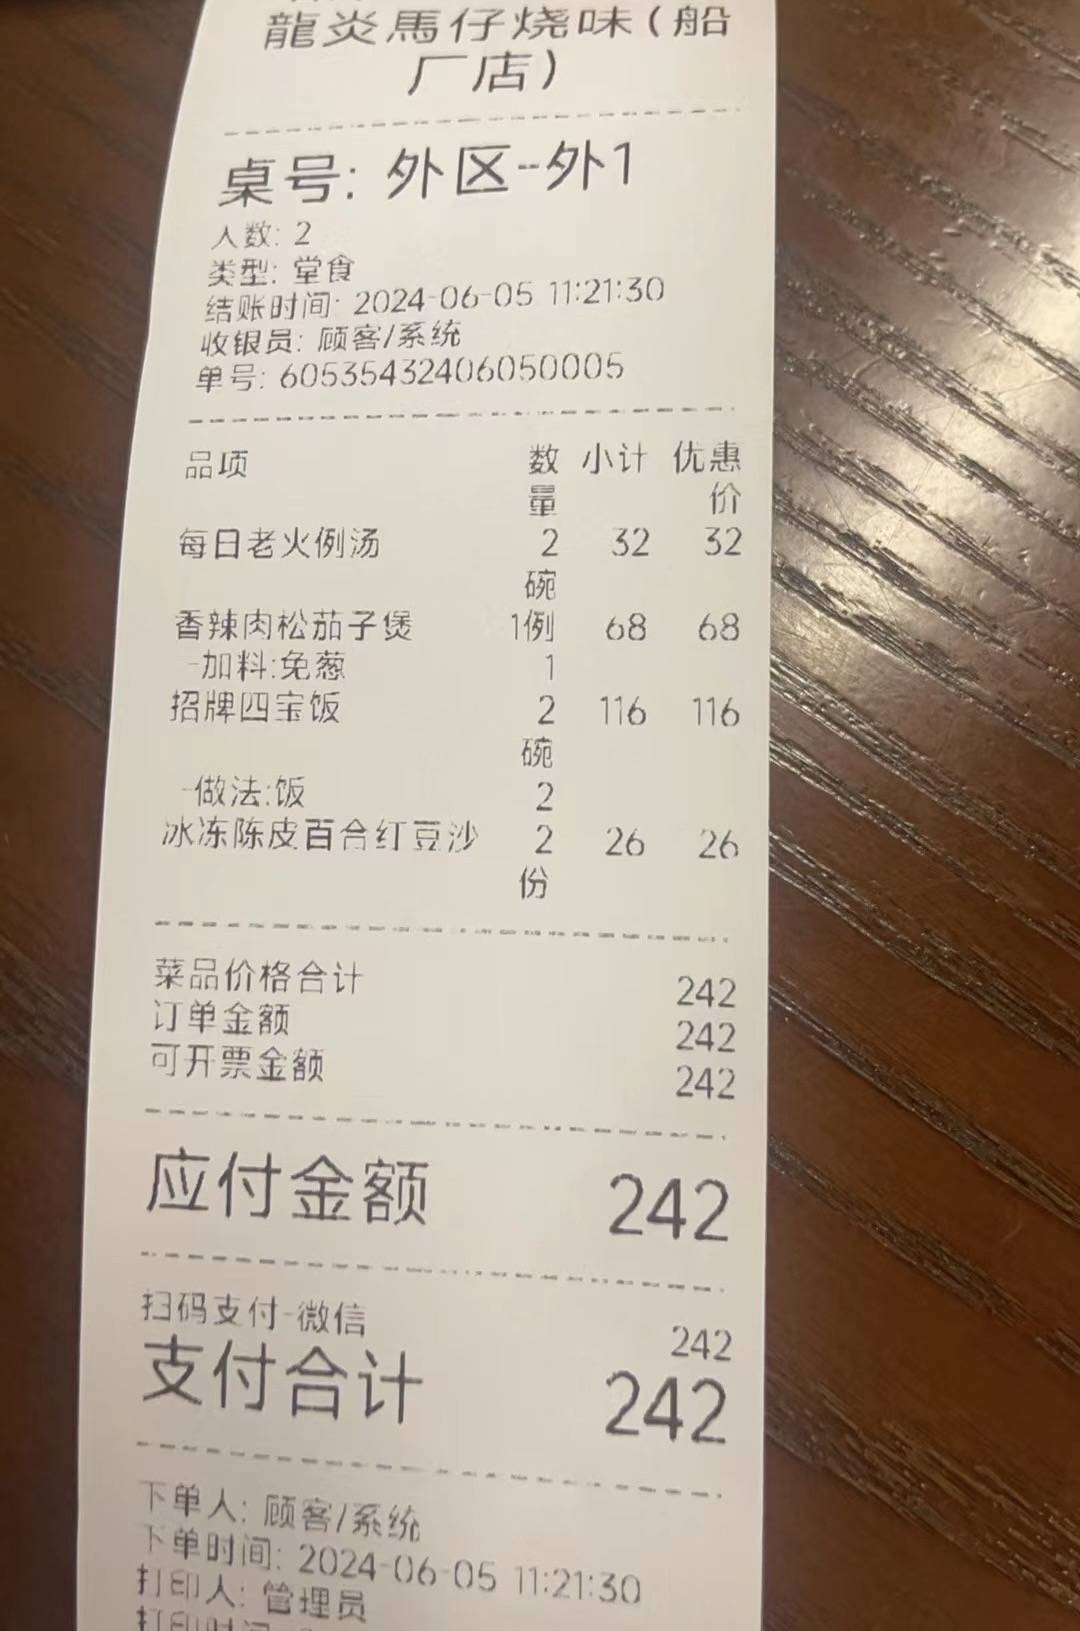 龍炎馬仔烧味(船
厂店)
桌号: 外区-外1
人数: 2
类型: 堂食
结账时间: 2024-06-05 11:21:30
收银员: 顾客/系统
单号: 60535432406050005
品项 数量 小计 优惠价
每日老火例汤 2碗 32 32
香辣肉松茄子煲 1例 68 68
-加料:免葱 1
招牌四宝饭 2碗 116 116
-做法:饭 2
冰冻陈皮百合红豆沙 2份 26 26
菜品价格合计 242
订单金额 242
可开票金额 242
应付金额 242
扫码支付-微信 242
支付合计 242
下单人: 顾客/系统
下单时间: 2024-06-05 11:21:30
打印人: 管理员
打印时间: